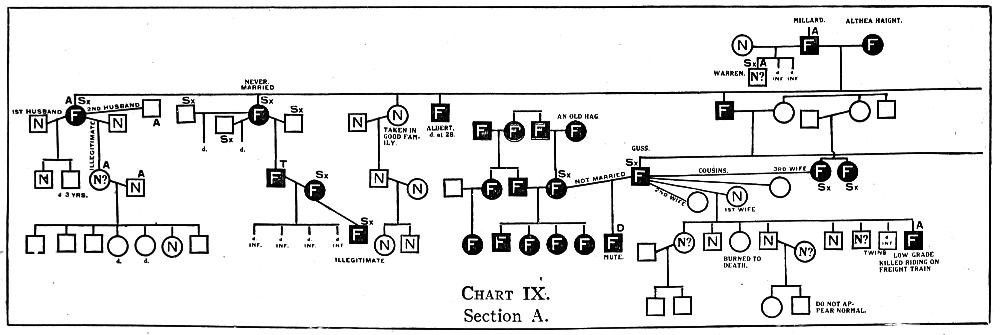 MILLARD. ALTHEA HAIGHT.
A
N F F
Sx A
WARREN. N? d INF d INF
NEVER MARRIED
1ST HUSBAND A F Sx 2ND HUSBAND A
N N
Sx F Sx
Sx d. d.
N N
TAKEN IN GOOD FAMILY.
F
ALBERT. d. at 28.
F
F F F F
AN OLD HAG
GUSS.
Sx F
ILLEGITIMATE
N d 3 YRS.
N? A
N A
T F
F Sx
N N
F F F Sx
NOT MARRIED
COUSINS. 3RD WIFE
F F
Sx Sx
2ND WIFE N 1ST WIFE
d. d. N
d INF. d INF. d INF. d INF
F Sx
ILLEGITIMATE
N N
F F F F F F
D F
MUTE.
N? N
BURNED TO DEATH.
N N?
N N? d INF
TWINS
A F
LOW GRADE
KILLED RIDING ON
FREIGHT TRAIN
DO NOT AP-
PEAR NORMAL.
CHART IX.
Section A.